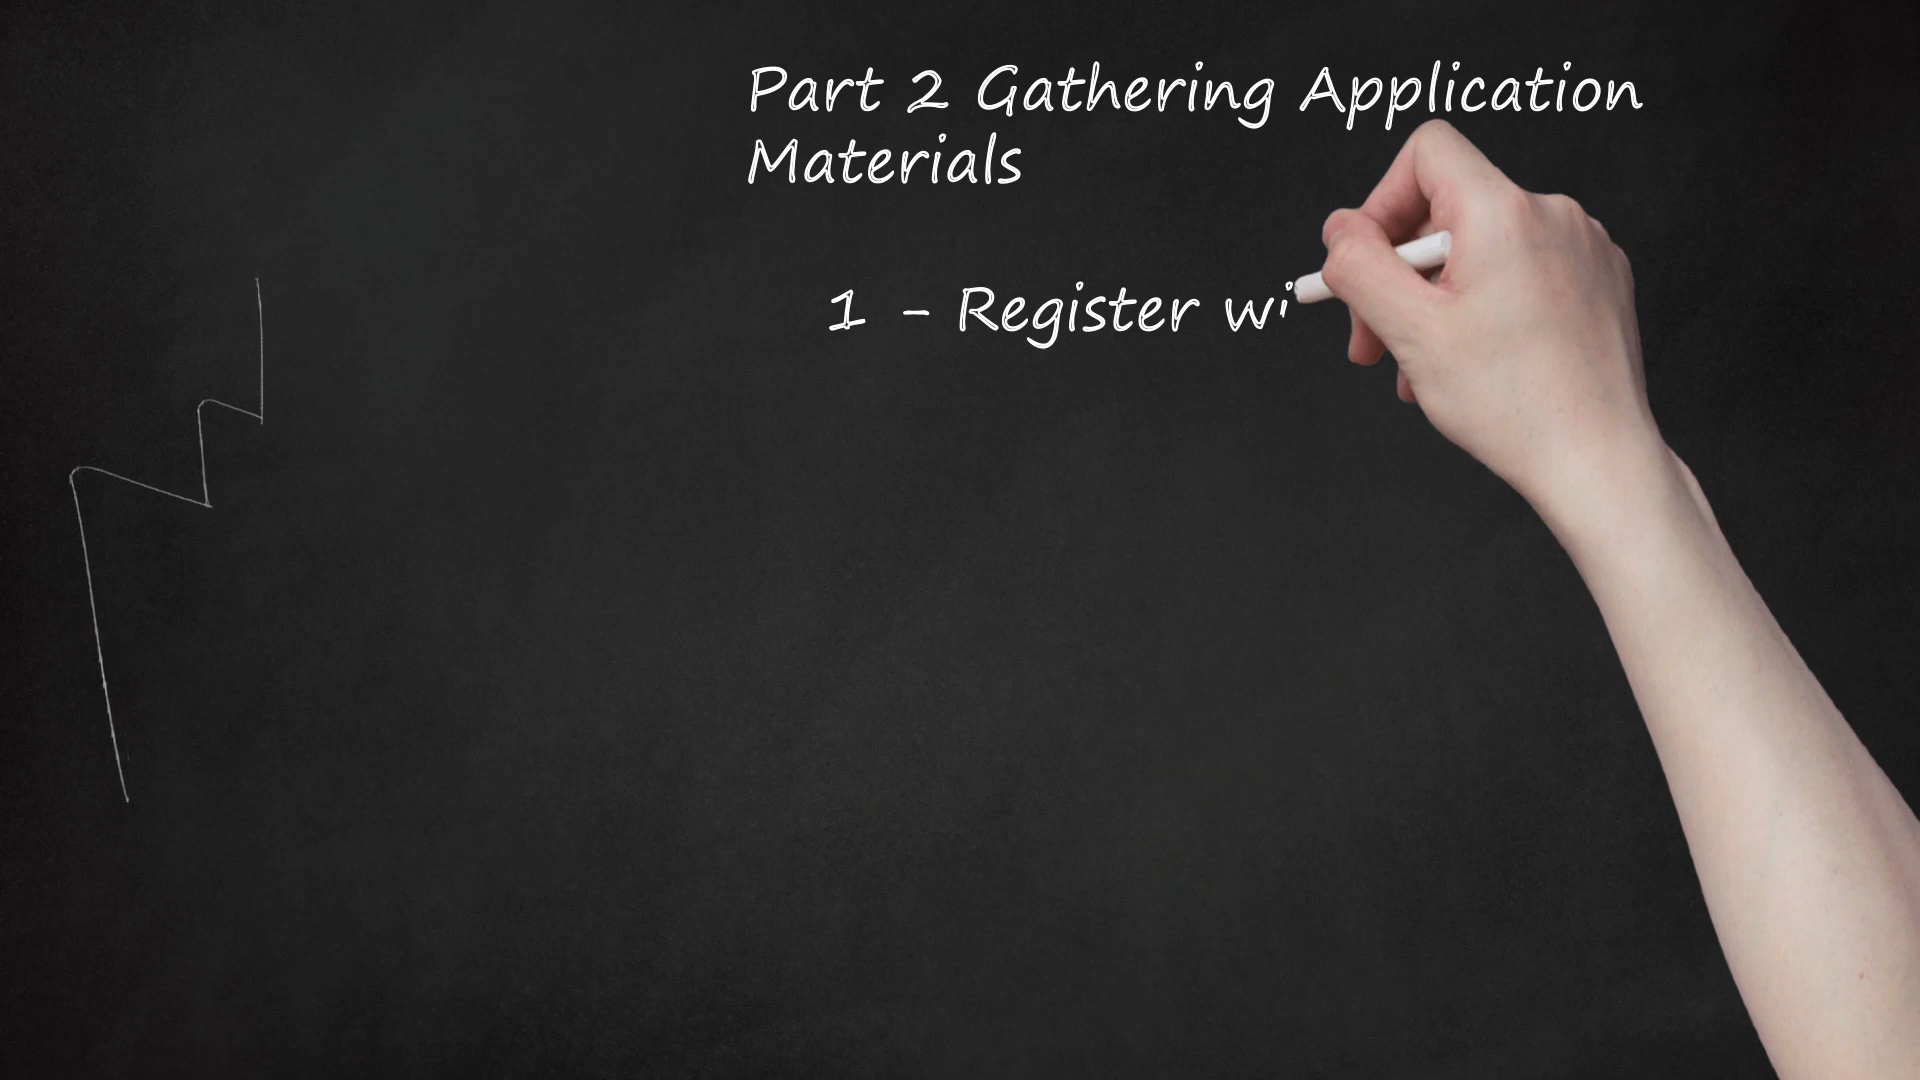 Part 2 Gathering Application
Materials
1 - Register wi